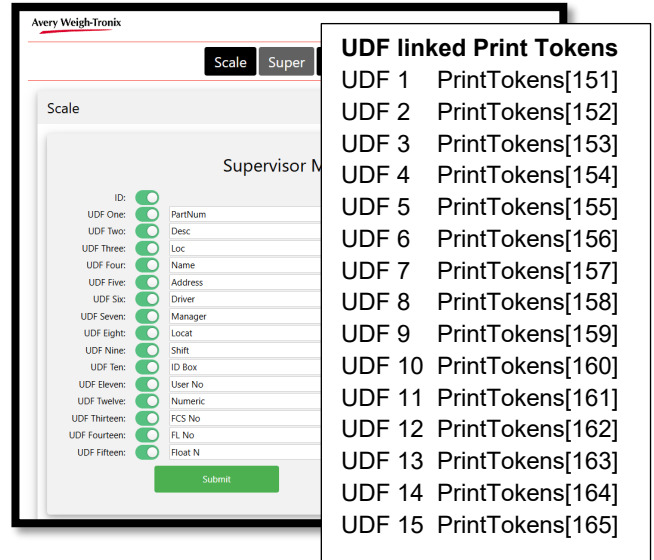 Avery Weigh-Tronix
Scale Super
Scale
Supervisor M
ID:
UDF One: PartNum
UDF Two: Desc
UDF Three: Loc
UDF Four: Name
UDF Five: Address
UDF Six: Driver
UDF Seven: Manager
UDF Eight: Locat
UDF Nine: Shift
UDF Ten: ID Box
UDF Eleven: User No
UDF Twelve: Numeric
UDF Thirteen: FCS No
UDF Fourteen: FL No
UDF Fifteen: Float N
Submit
UDF linked Print Tokens
UDF 1 PrintTokens[151]
UDF 2 PrintTokens[152]
UDF 3 PrintTokens[153]
UDF 4 PrintTokens[154]
UDF 5 PrintTokens[155]
UDF 6 PrintTokens[156]
UDF 7 PrintTokens[157]
UDF 8 PrintTokens[158]
UDF 9 PrintTokens[159]
UDF 10 PrintTokens[160]
UDF 11 PrintTokens[161]
UDF 12 PrintTokens[162]
UDF 13 PrintTokens[163]
UDF 14 PrintTokens[164]
UDF 15 PrintTokens[165]